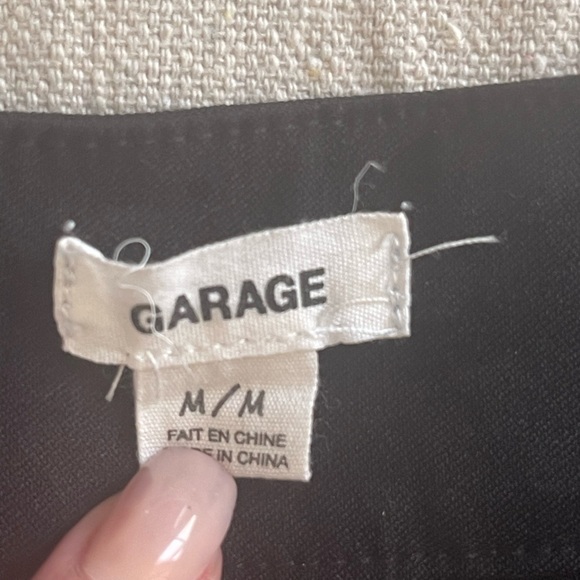 GARAGE
M/M
FAIT EN CHINE
IN CHINA